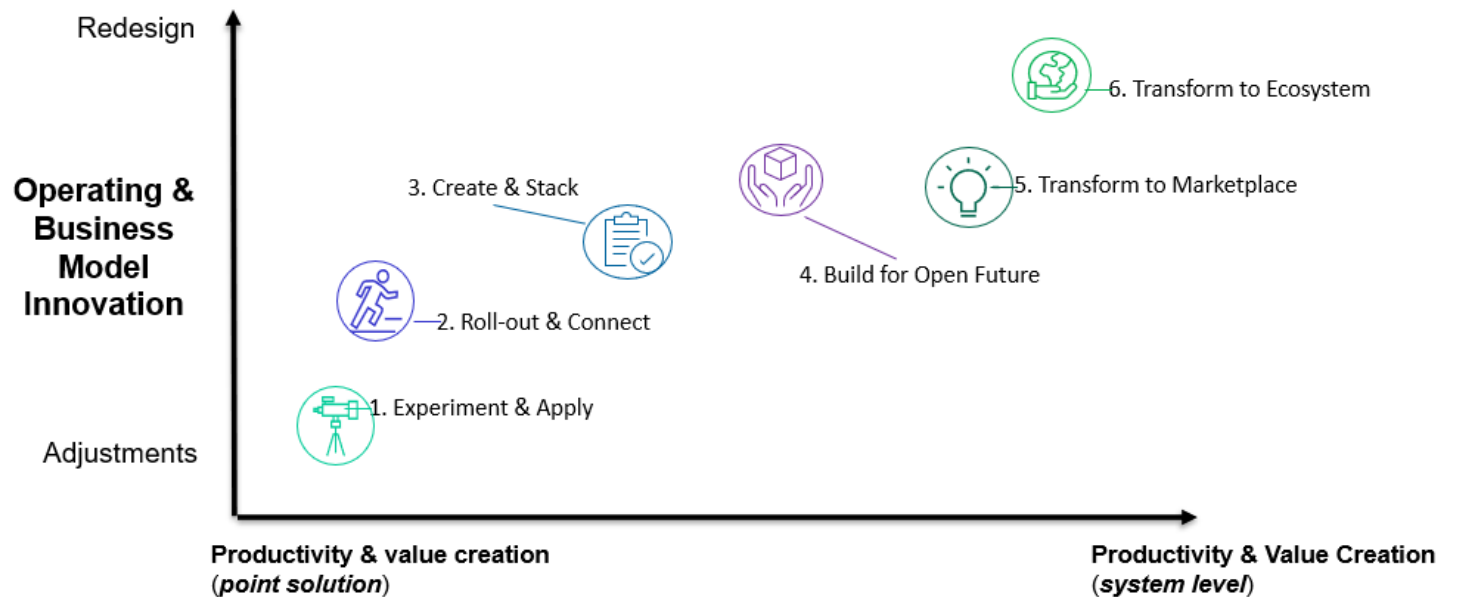 Redesign
6. Transform to Ecosystem
Operating &
Business
Model
Innovation
3. Create & Stack
5. Transform to Marketplace
4. Build for Open Future
2. Roll-out & Connect
1. Experiment & Apply
Adjustments
Productivity & value creation
(point solution)
Productivity & Value Creation
(system level)